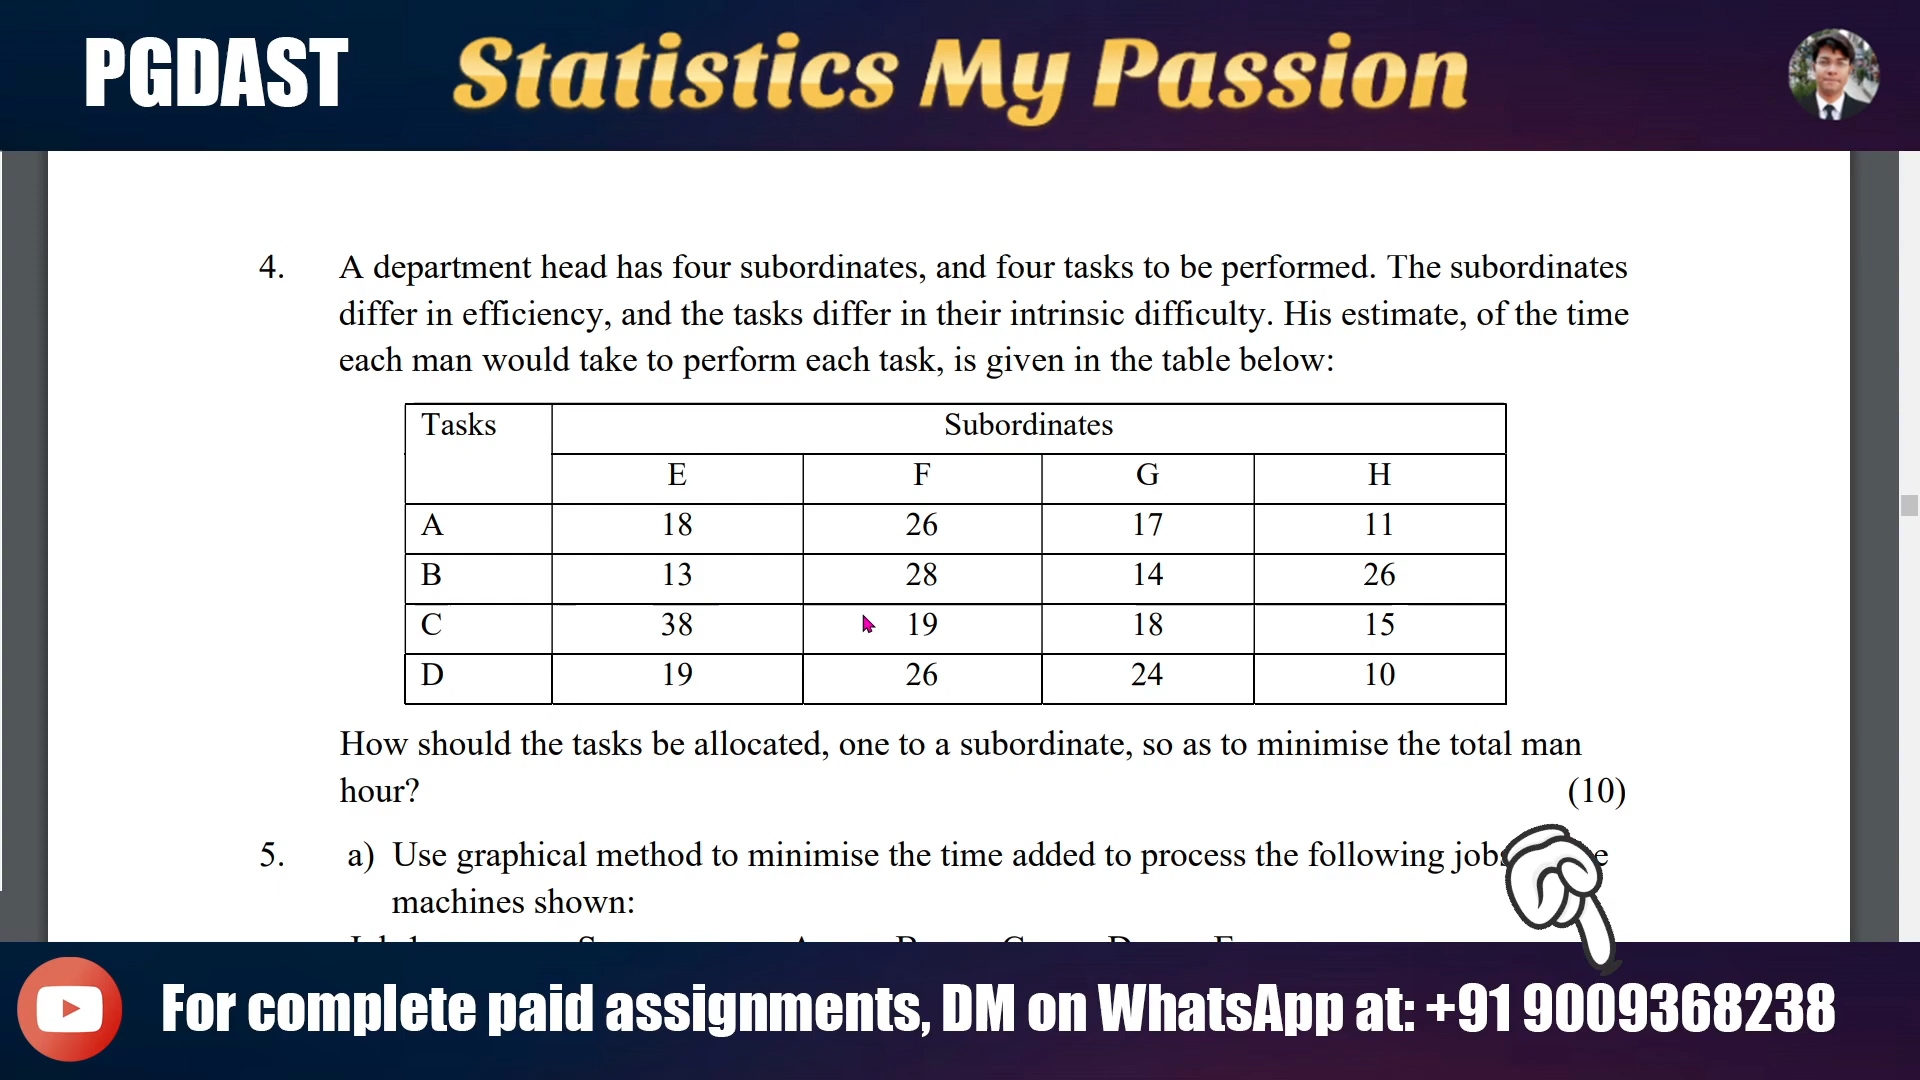 PGDAST
Statistics My Passion
4. A department head has four subordinates, and four tasks to be performed. The subordinates
differ in efficiency, and the tasks differ in their intrinsic difficulty. His estimate, of the time
each man would take to perform each task, is given in the table below:
Tasks Subordinates
E F G H
A 18 26 17 11
B 13 28 14 26
C 38 19 18 15
D 19 26 24 10
How should the tasks be allocated, one to a subordinate, so as to minimise the total man
hour? (10)
5. a) Use graphical method to minimise the time added to process the following jobs
machines shown:
For complete paid assignments, DM on WhatsApp at: +91 9009368238